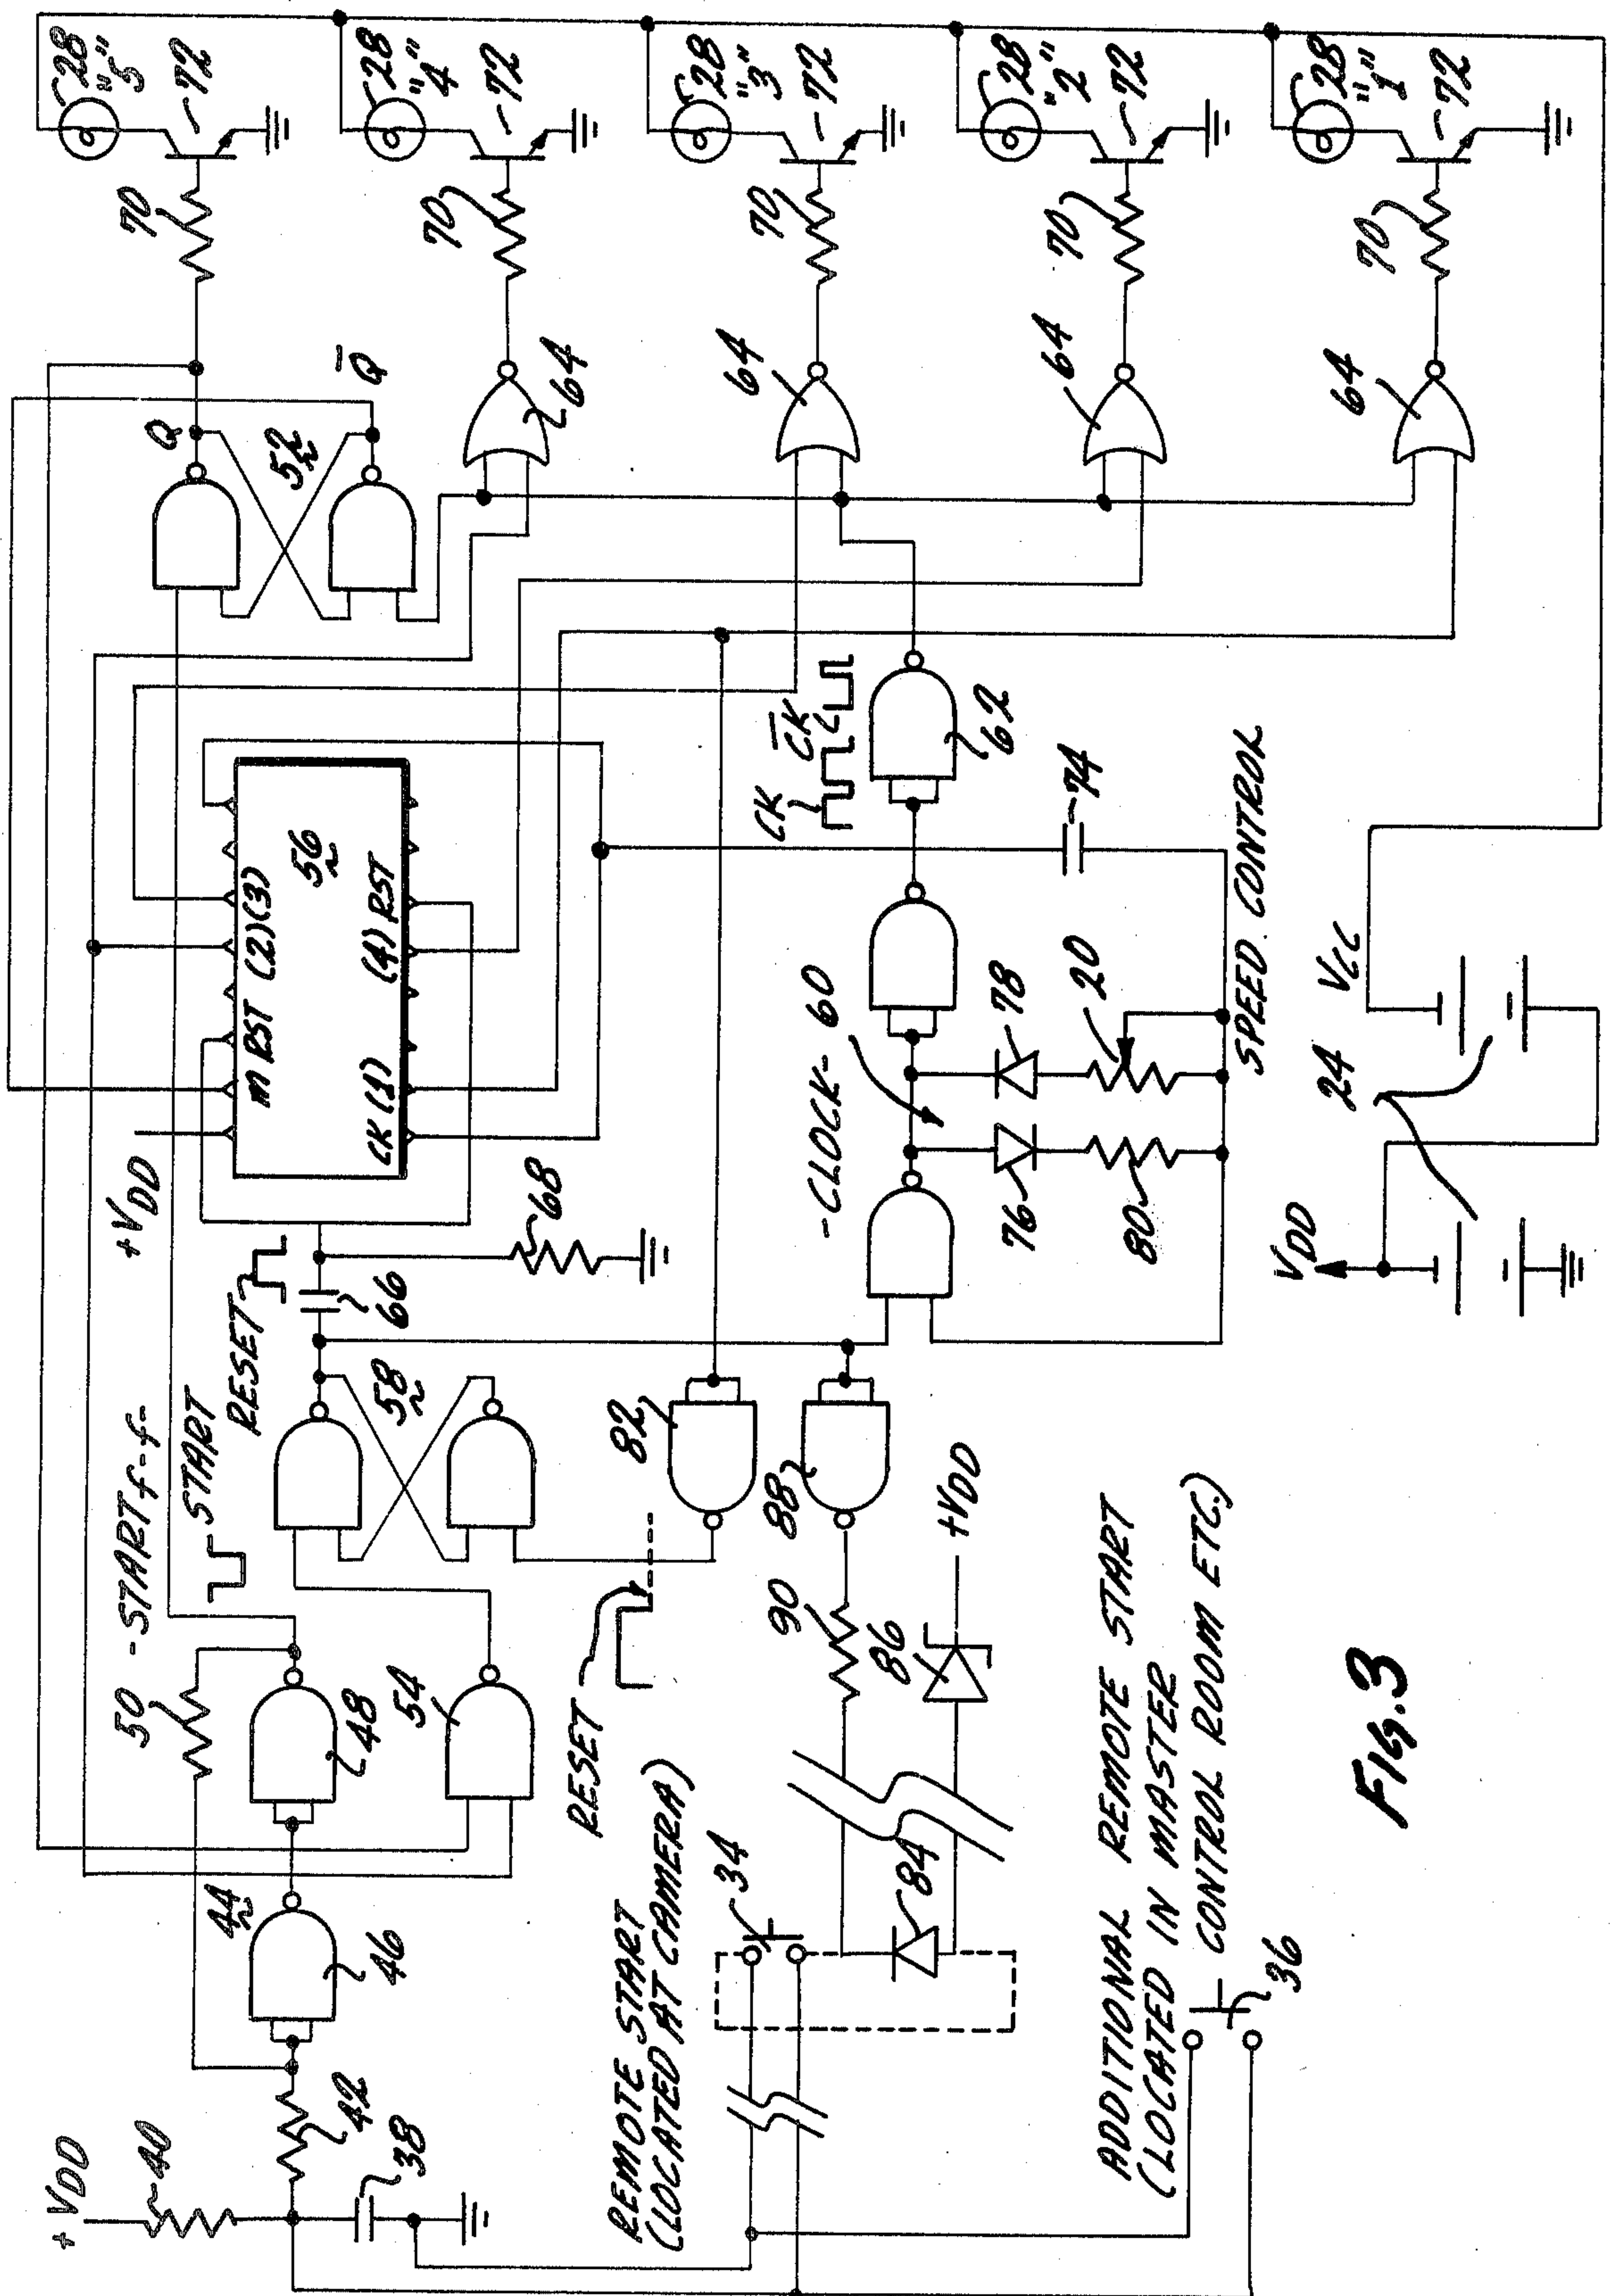 +VDD
40
42
38
44
46
50
-START f-f-
START
48
54
RESET
58
66
68
+VDD
m RST (2)(3)
56
CK (1) (4) RST
Q
52
Q̅
70
28
"5"
72
64
70
28
"4"
72
64
70
28
"3"
72
64
70
28
"2"
72
64
70
28
"1"
72
CK
C̅K̅
62
-CLOCK- 60
76
78
80
20
74
SPEED CONTROL
82
88
RESET
90
86
+VDD
REMOTE START
(LOCATED AT CAMERA)
34
84
ADDITIONAL REMOTE START
(LOCATED IN MASTER
CONTROL ROOM ETC.)
36
VDD
24
VCC
FIG. 3